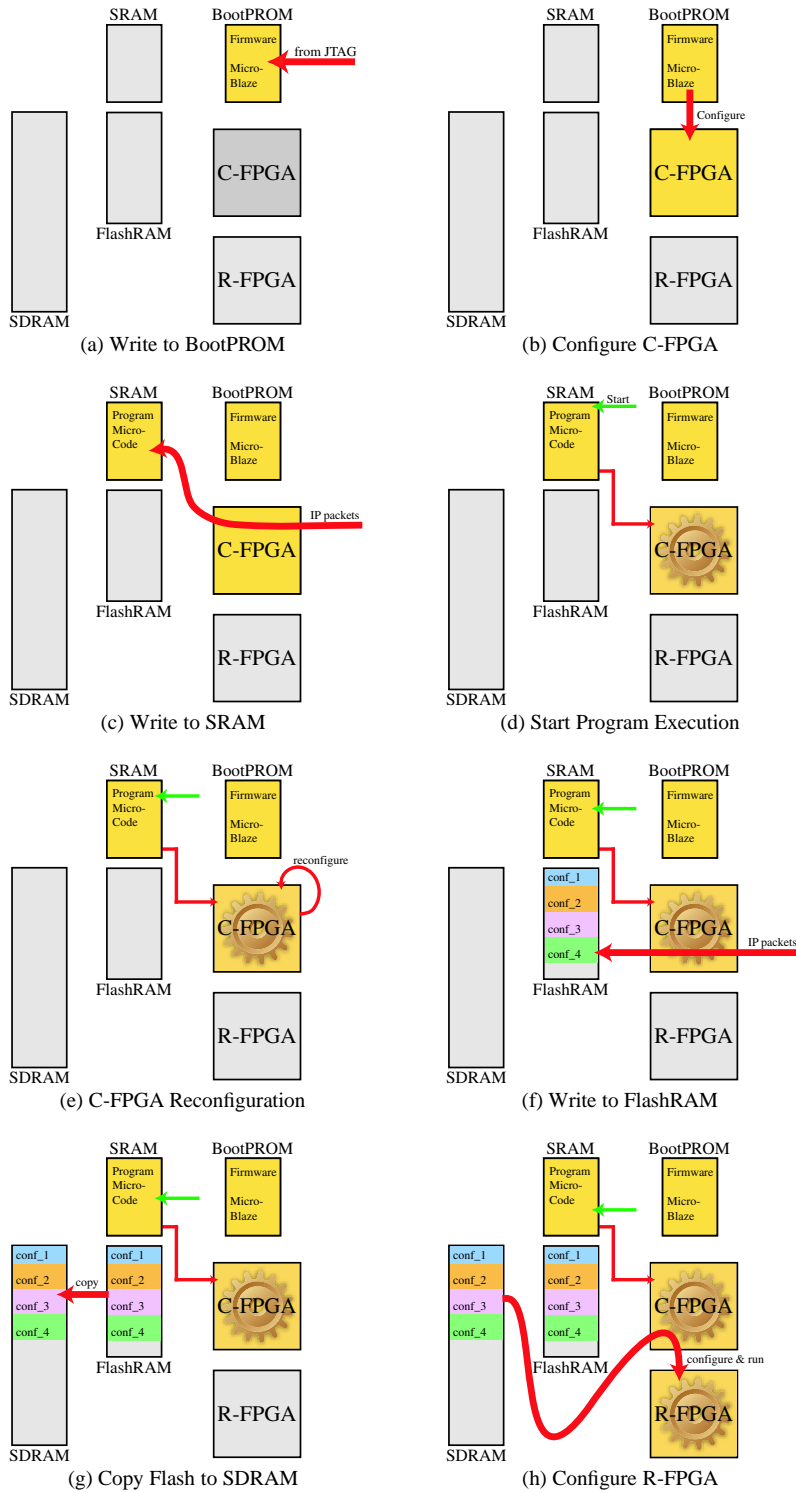 SRAM
BootPROM
Firmware
Micro-
Blaze
from JTAG
C-FPGA
FlashRAM
R-FPGA
SDRAM
(a) Write to BootPROM
SRAM
BootPROM
Firmware
Micro-
Blaze
Configure
C-FPGA
FlashRAM
R-FPGA
SDRAM
(b) Configure C-FPGA
SRAM
BootPROM
Program
Micro-
Code
Firmware
Micro-
Blaze
IP packets
C-FPGA
FlashRAM
R-FPGA
SDRAM
(c) Write to SRAM
SRAM
BootPROM
Start
Program
Micro-
Code
Firmware
Micro-
Blaze
C-FPGA
FlashRAM
R-FPGA
SDRAM
(d) Start Program Execution
SRAM
BootPROM
Program
Micro-
Code
Firmware
Micro-
Blaze
reconfigure
C-FPGA
FlashRAM
R-FPGA
SDRAM
(e) C-FPGA Reconfiguration
SRAM
BootPROM
Program
Micro-
Code
Firmware
Micro-
Blaze
conf_1
conf_2
conf_3
conf_4
C-FPGA
IP packets
FlashRAM
R-FPGA
SDRAM
(f) Write to FlashRAM
SRAM
BootPROM
Program
Micro-
Code
Firmware
Micro-
Blaze
conf_1
conf_2
conf_3
conf_4
copy
conf_1
conf_2
conf_3
conf_4
C-FPGA
FlashRAM
R-FPGA
SDRAM
(g) Copy Flash to SDRAM
SRAM
BootPROM
Program
Micro-
Code
Firmware
Micro-
Blaze
conf_1
conf_2
conf_3
conf_4
conf_1
conf_2
conf_3
conf_4
C-FPGA
configure & run
FlashRAM
R-FPGA
SDRAM
(h) Configure R-FPGA